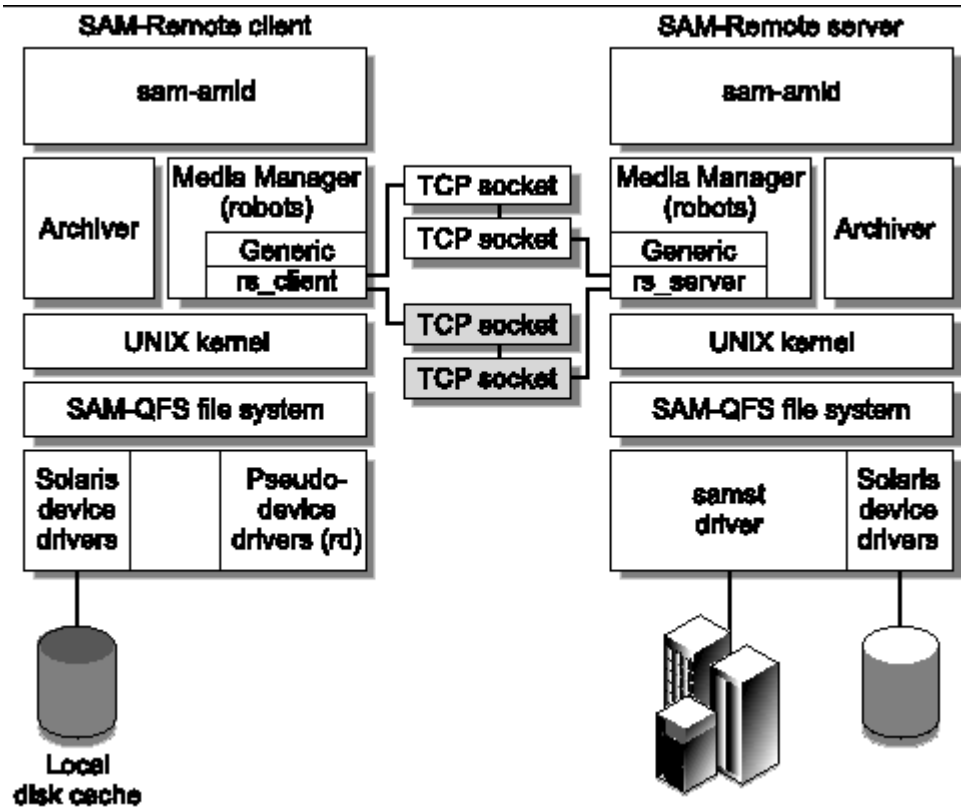 SAM-Remote client
SAM-Remote server
sam-amld
sam-amld
Archiver
Media Manager
(robots)
Generic
rs_client
TCP socket
TCP socket
TCP socket
TCP socket
Media Manager
(robots)
Generic
rs_server
Archiver
UNIX kernel
UNIX kernel
SAM-QFS file system
SAM-QFS file system
Solaris
device
drivers
Pseudo-
device
drivers (rd)
samst
driver
Solaris
device
drivers
Local
disk cache